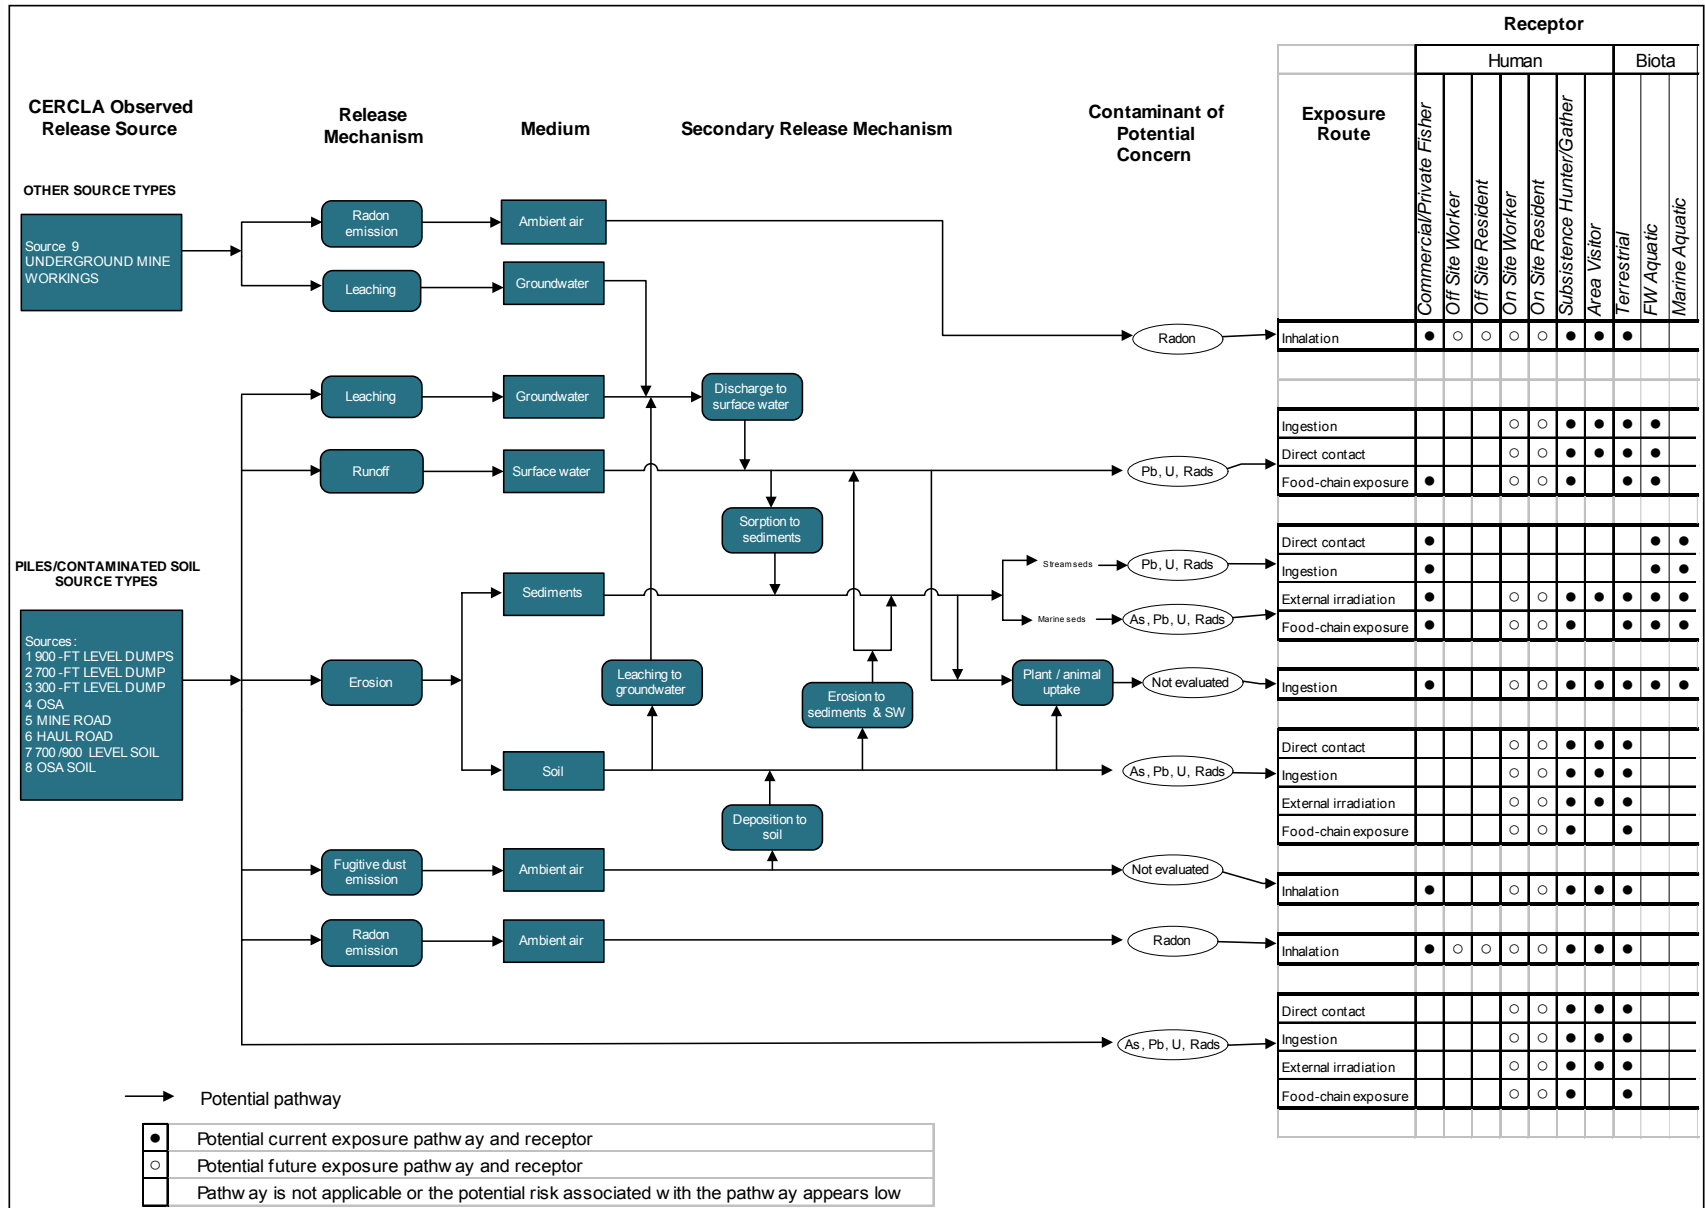 Receptor
Human
Biota
CERCLA Observed
Release Source
Release
Mechanism
Medium
Secondary Release Mechanism
Contaminant of
Potential
Concern
Exposure
Route
Commercial/Private Fisher
Off Site Worker
Off Site Resident
On Site Worker
On Site Resident
Subsistence Hunter/Gather
Area Visitor
Terrestrial
FW Aquatic
Marine Aquatic
OTHER SOURCE TYPES
Source 9
UNDERGROUND MINE
WORKINGS
Radon
emission
Ambient air
Leaching
Groundwater
Radon
Inhalation
Leaching
Groundwater
Discharge to
surface water
Runoff
Surface water
Pb, U, Rads
Ingestion
Direct contact
Food-chain exposure
Sorption to
sediments
PILES/CONTAMINATED SOIL
SOURCE TYPES
Sources:
1 900-FT LEVEL DUMPS
2 700-FT LEVEL DUMP
3 300-FT LEVEL DUMP
4 OSA
5 MINE ROAD
6 HAUL ROAD
7 700/900 LEVEL SOIL
8 OSA SOIL
Sediments
Stream seds
Pb, U, Rads
Marine seds
As, Pb, U, Rads
Direct contact
Ingestion
External irradiation
Food-chain exposure
Erosion
Leaching to
groundwater
Erosion to
sediments & SW
Plant / animal
uptake
Not evaluated
Ingestion
Soil
As, Pb, U, Rads
Direct contact
Ingestion
External irradiation
Food-chain exposure
Deposition to
soil
Fugitive dust
emission
Ambient air
Not evaluated
Inhalation
Radon
emission
Ambient air
Radon
Inhalation
As, Pb, U, Rads
Direct contact
Ingestion
External irradiation
Food-chain exposure
Potential pathway
Potential current exposure pathway and receptor
Potential future exposure pathway and receptor
Pathway is not applicable or the potential risk associated with the pathway appears low